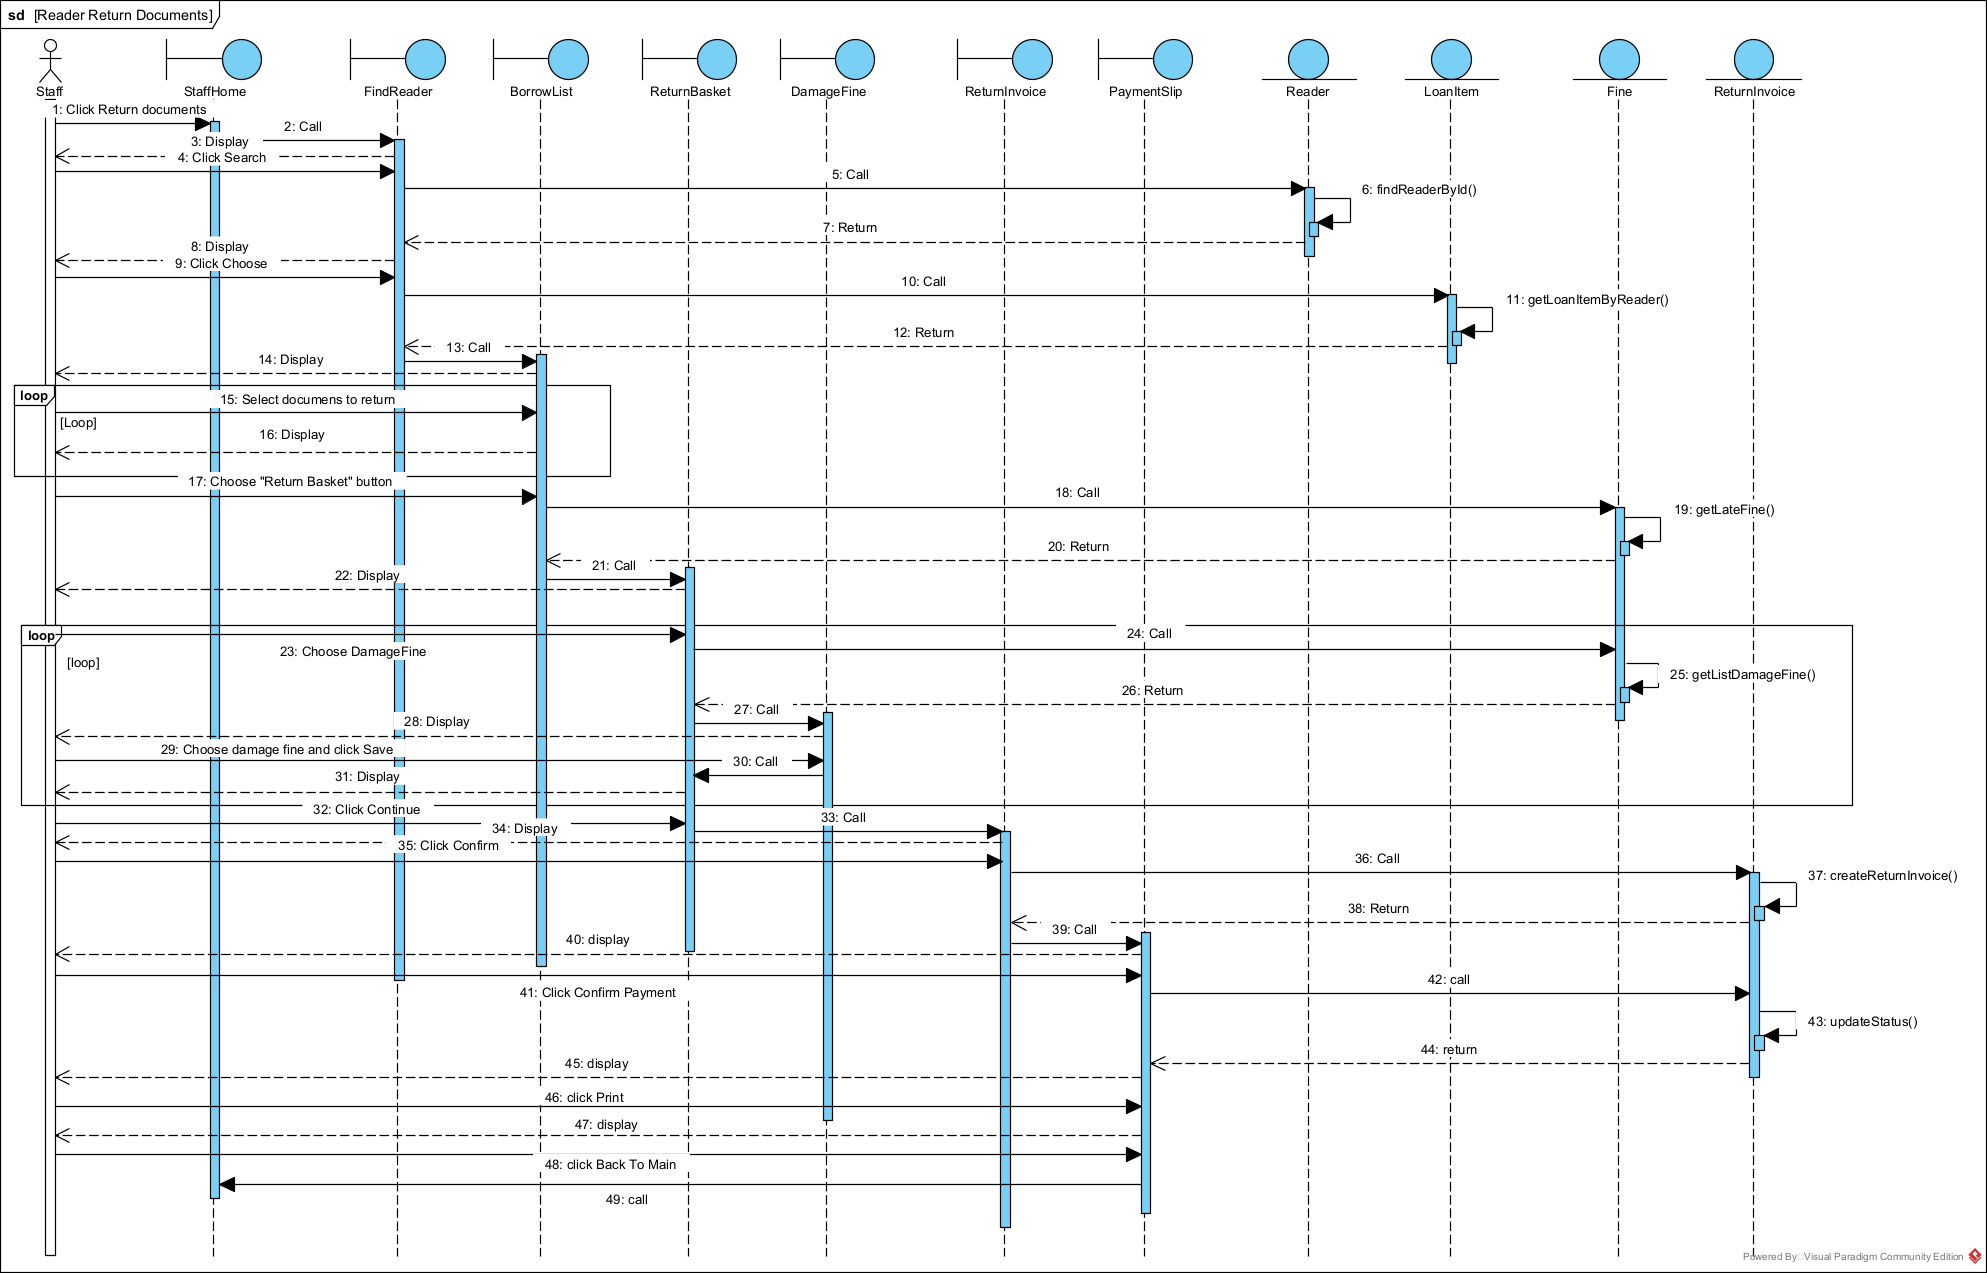 sd [Reader Return Documents]
Staff
StaffHome
FindReader
BorrowList
ReturnBasket
DamageFine
ReturnInvoice
PaymentSlip
Reader
LoanItem
Fine
ReturnInvoice
1: Click Return documents
2: Call
3: Display
4: Click Search
5: Call
6: findReaderById()
7: Return
8: Display
9: Click Choose
10: Call
11: getLoanItemByReader()
12: Return
13: Call
14: Display
loop
15: Select documens to return
[Loop]
16: Display
17: Choose "Return Basket" button
18: Call
19: getLateFine()
20: Return
21: Call
22: Display
loop
24: Call
23: Choose DamageFine
[loop]
25: getListDamageFine()
26: Return
27: Call
28: Display
29: Choose damage fine and click Save
30: Call
31: Display
32: Click Continue
33: Call
34: Display
35: Click Confirm
36: Call
37: createReturnInvoice()
38: Return
39: Call
40: display
41: Click Confirm Payment
42: call
43: updateStatus()
44: return
45: display
46: click Print
47: display
48: click Back To Main
49: call
Powered By Visual Paradigm Community Edition